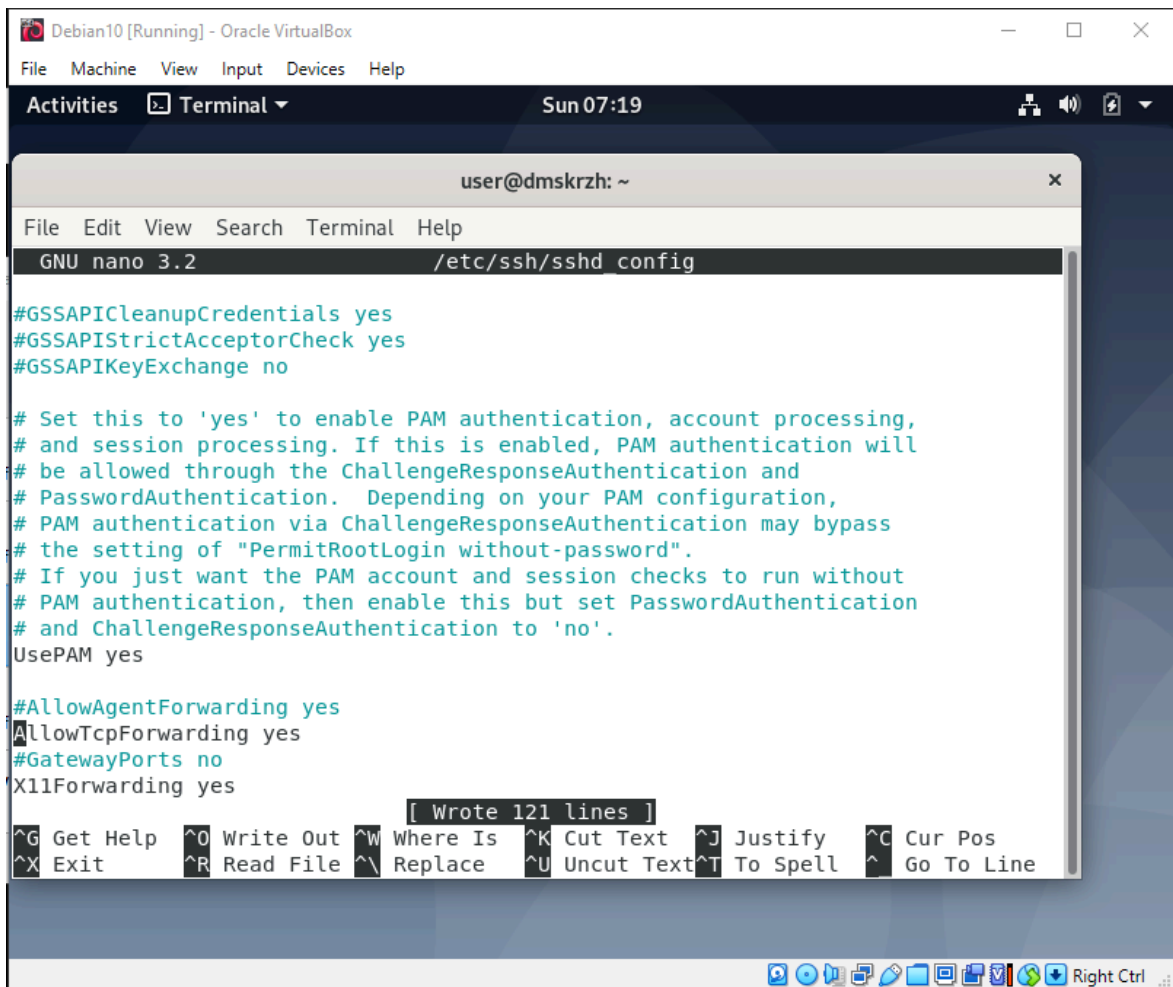 Debian10 [Running] - Oracle VirtualBox
File Machine View Input Devices Help
Activities Terminal Sun 07:19
user@dmskrzh: ~
File Edit View Search Terminal Help
GNU nano 3.2 /etc/ssh/sshd_config
#GSSAPICleanupCredentials yes
#GSSAPIStrictAcceptorCheck yes
#GSSAPIKeyExchange no
# Set this to 'yes' to enable PAM authentication, account processing,
# and session processing. If this is enabled, PAM authentication will
# be allowed through the ChallengeResponseAuthentication and
# PasswordAuthentication.  Depending on your PAM configuration,
# PAM authentication via ChallengeResponseAuthentication may bypass
# the setting of "PermitRootLogin without-password".
# If you just want the PAM account and session checks to run without
# PAM authentication, then enable this but set PasswordAuthentication
# and ChallengeResponseAuthentication to 'no'.
UsePAM yes
#AllowAgentForwarding yes
AllowTcpForwarding yes
#GatewayPorts no
X11Forwarding yes
[ Wrote 121 lines ]
^G Get Help ^O Write Out ^W Where Is ^K Cut Text ^J Justify ^C Cur Pos
^X Exit ^R Read File ^\ Replace ^U Uncut Text ^T To Spell ^_ Go To Line
Right Ctrl